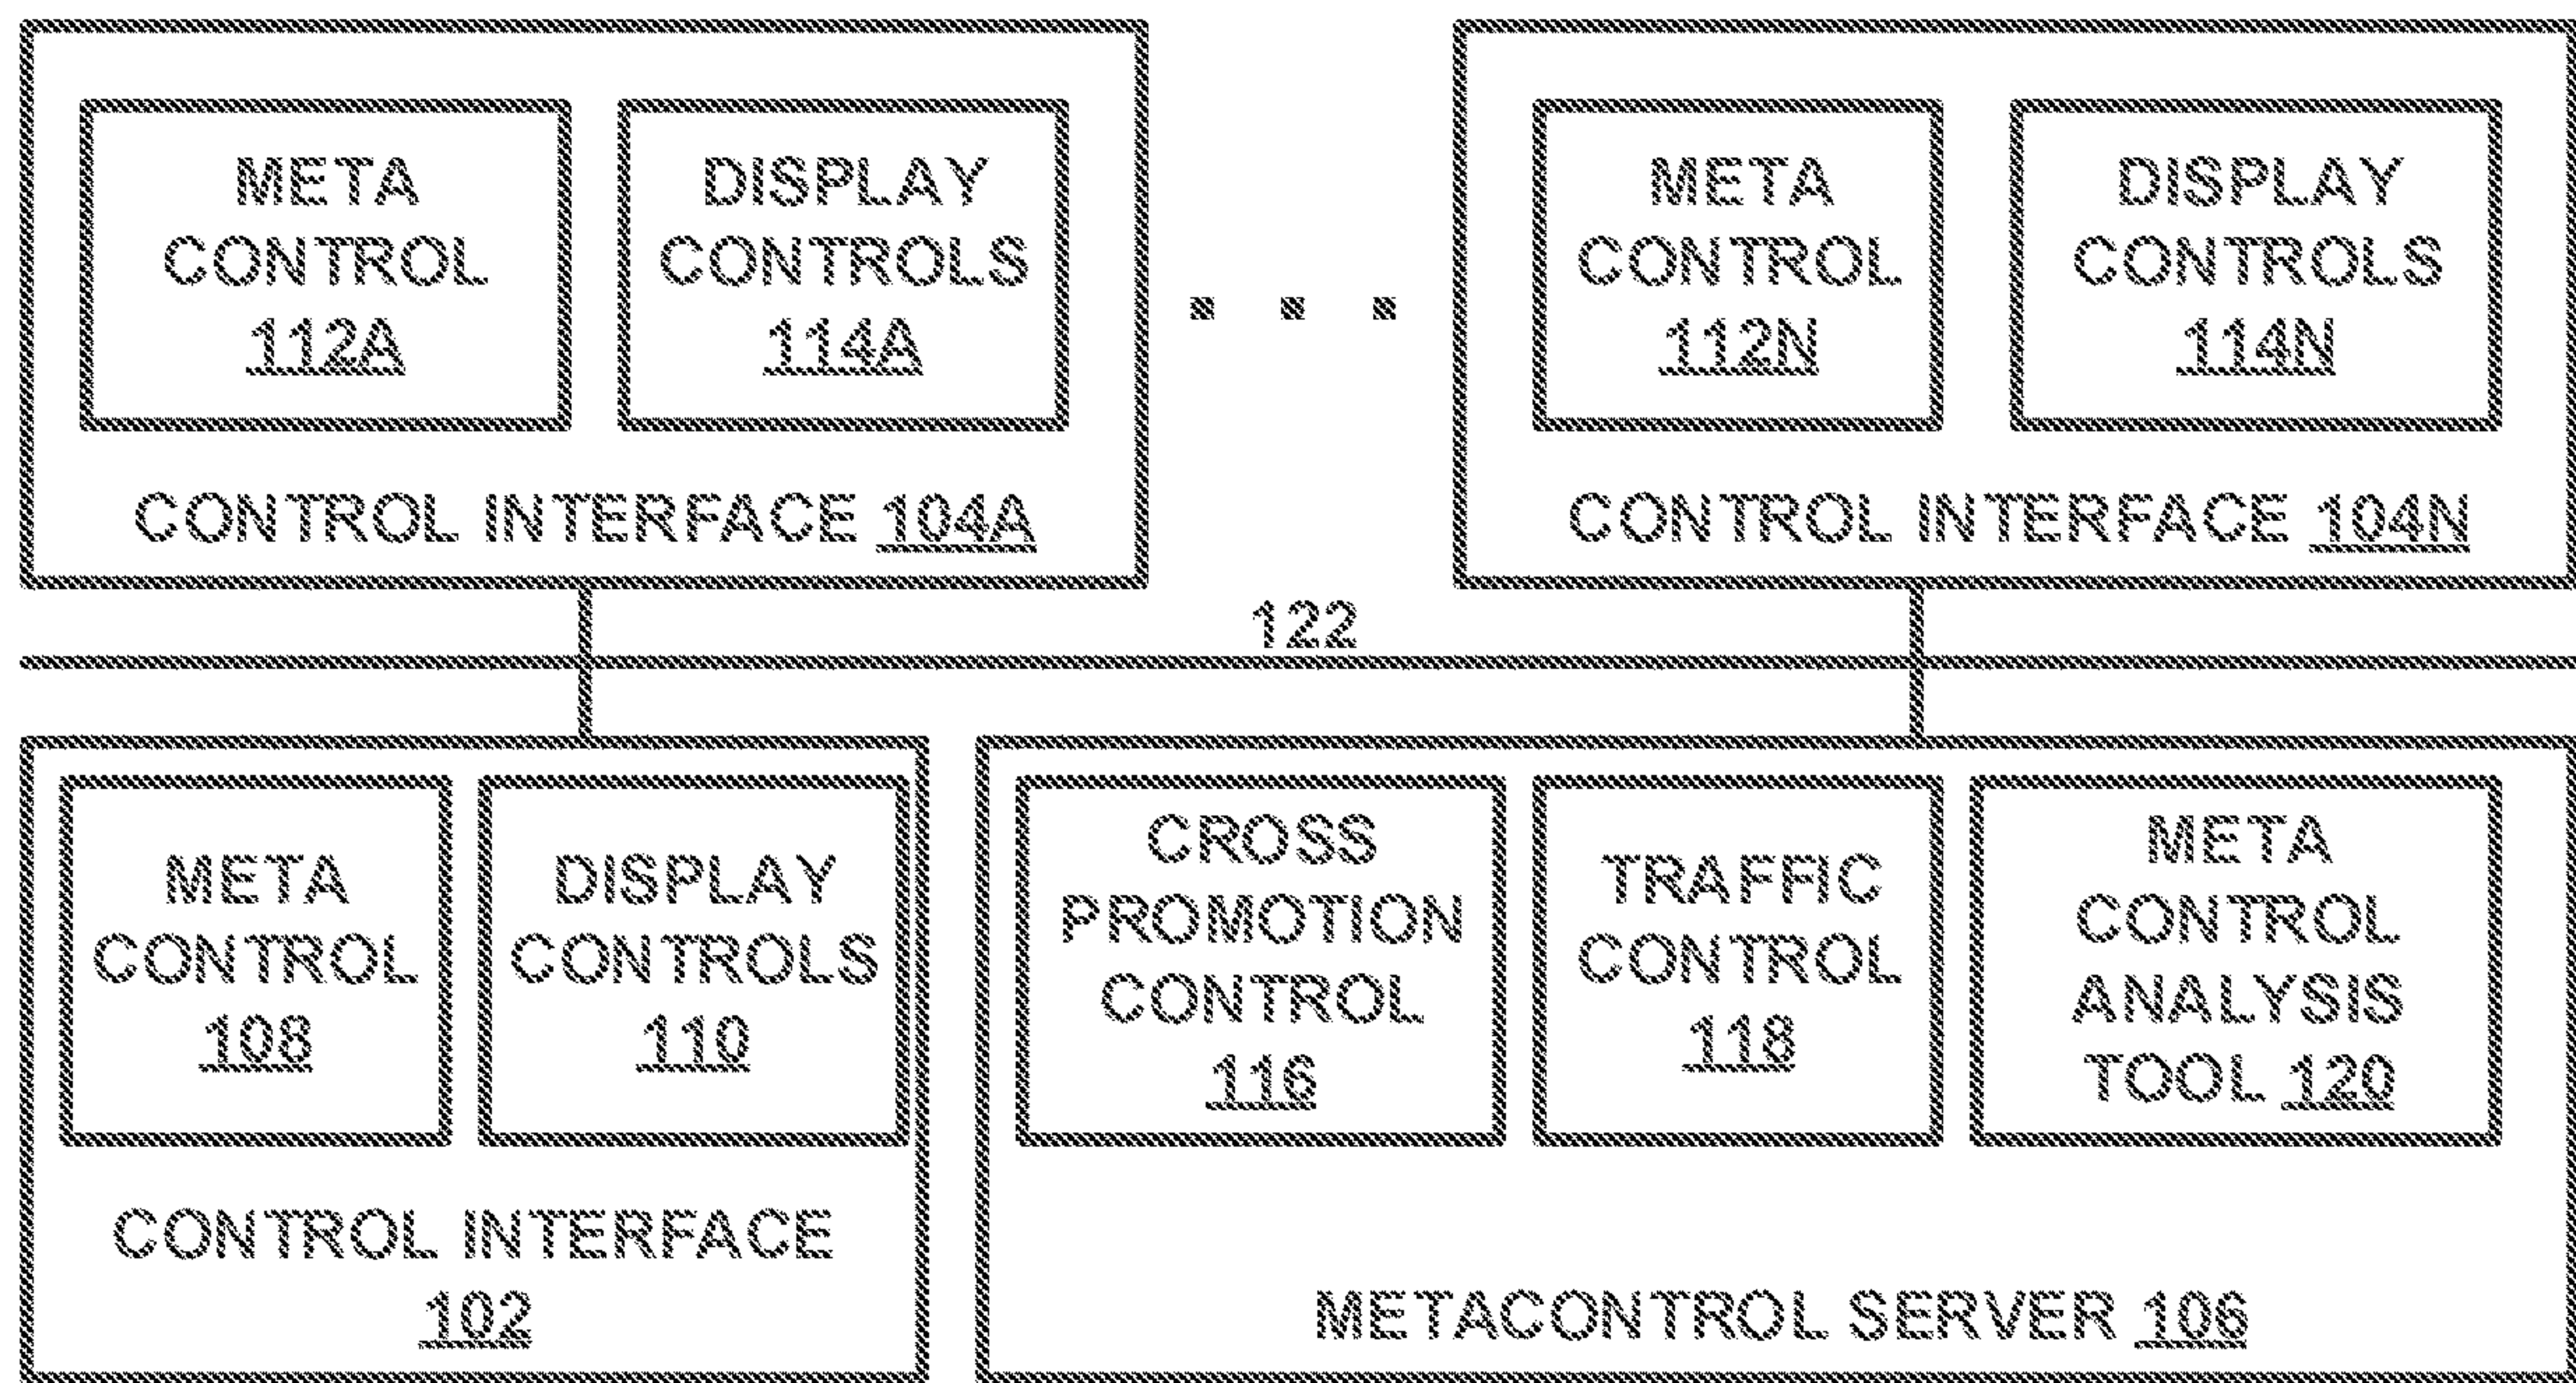 META
CONTROL
112A
DISPLAY
CONTROLS
114A
CONTROL INTERFACE 104A
META
CONTROL
112N
DISPLAY
CONTROLS
114N
CONTROL INTERFACE 104N
122
META
CONTROL
108
DISPLAY
CONTROLS
110
CONTROL INTERFACE
102
CROSS
PROMOTION
CONTROL
116
TRAFFIC
CONTROL
118
META
CONTROL
ANALYSIS
TOOL 120
METACONTROL SERVER 106